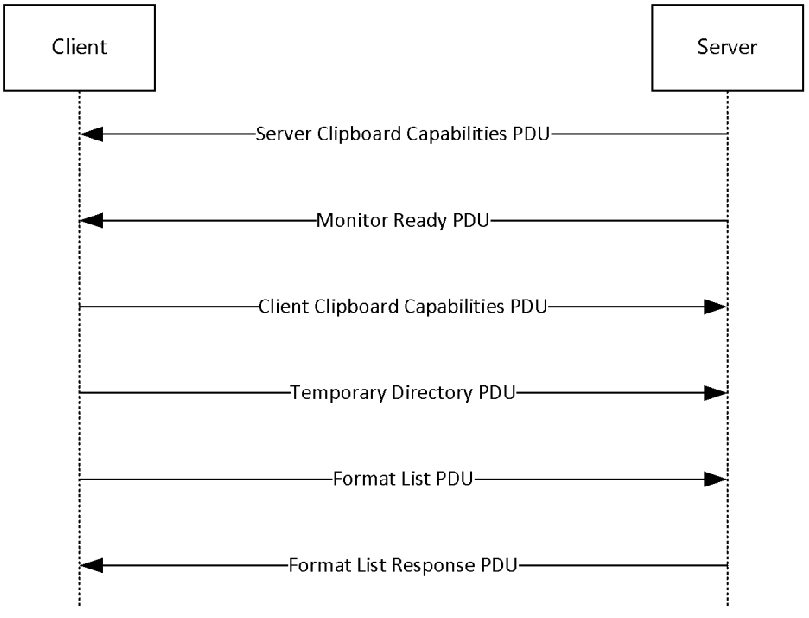 Client
Server
Server Clipboard Capabilities PDU
Monitor Ready PDU
Client Clipboard Capabilities PDU
Temporary Directory PDU
Format List PDU
Format List Response PDU